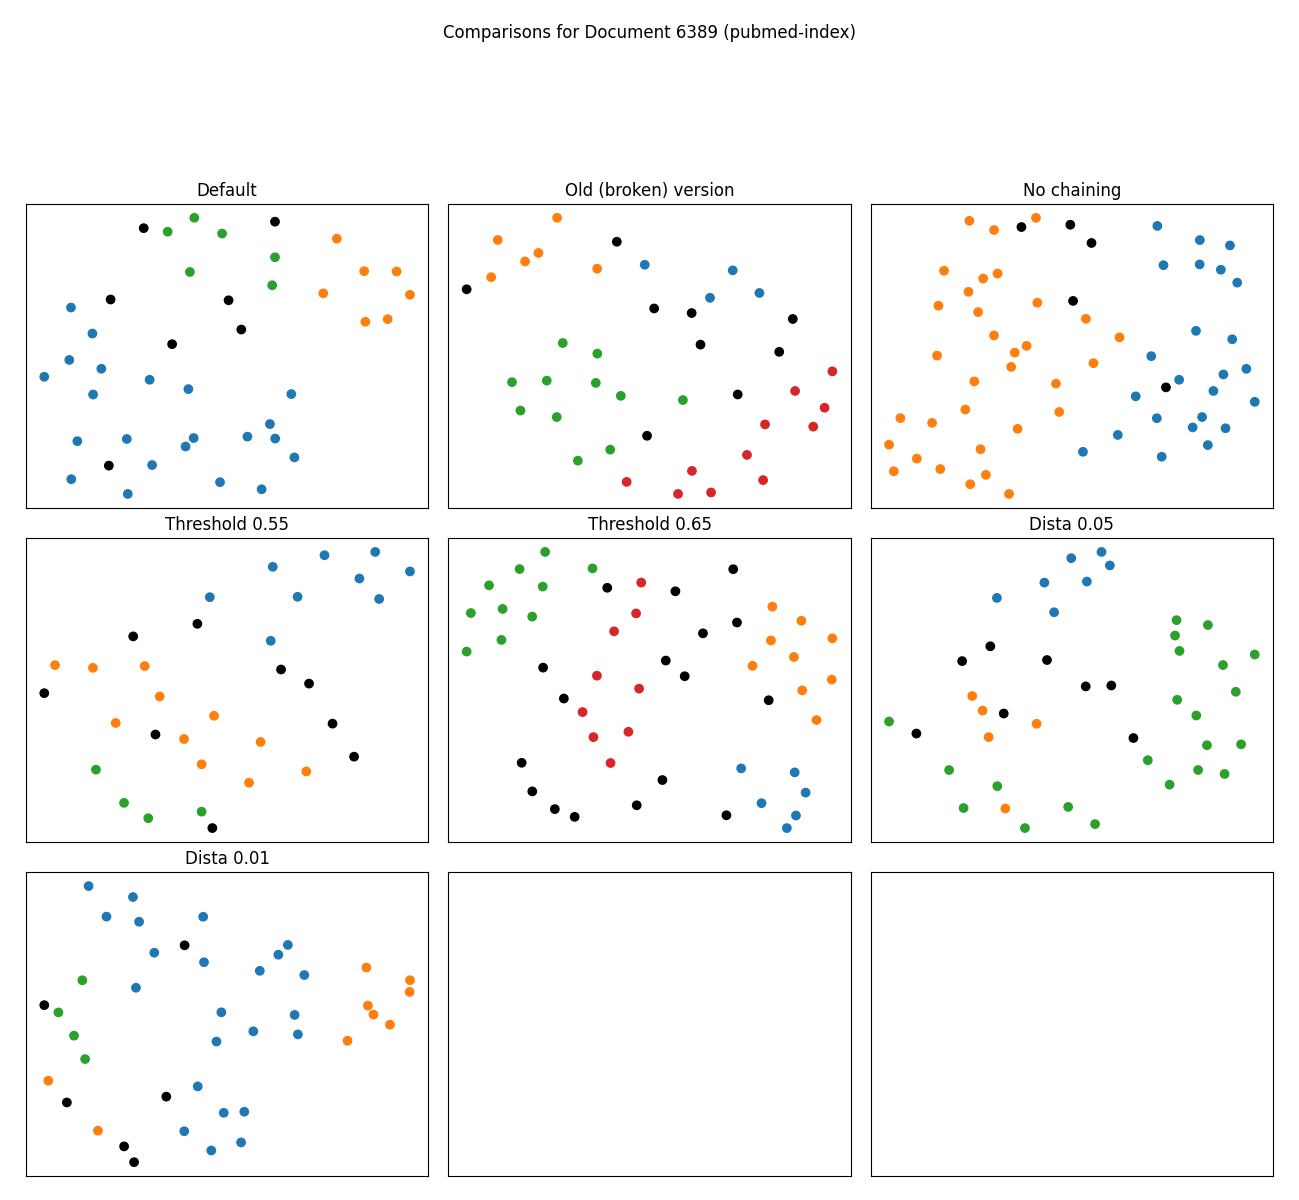 Comparisons for Document 6389 (pubmed-index)
Default
Old (broken) version
No chaining
Threshold 0.55
Threshold 0.65
Dista 0.05
Dista 0.01